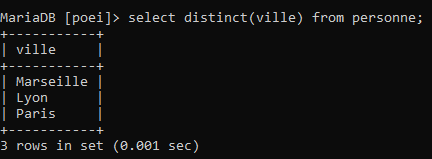 MariaDB [poei]> select distinct(ville) from personne;
+-----------+
| ville     |
+-----------+
| Marseille |
| Lyon      |
| Paris     |
+-----------+
3 rows in set (0.001 sec)